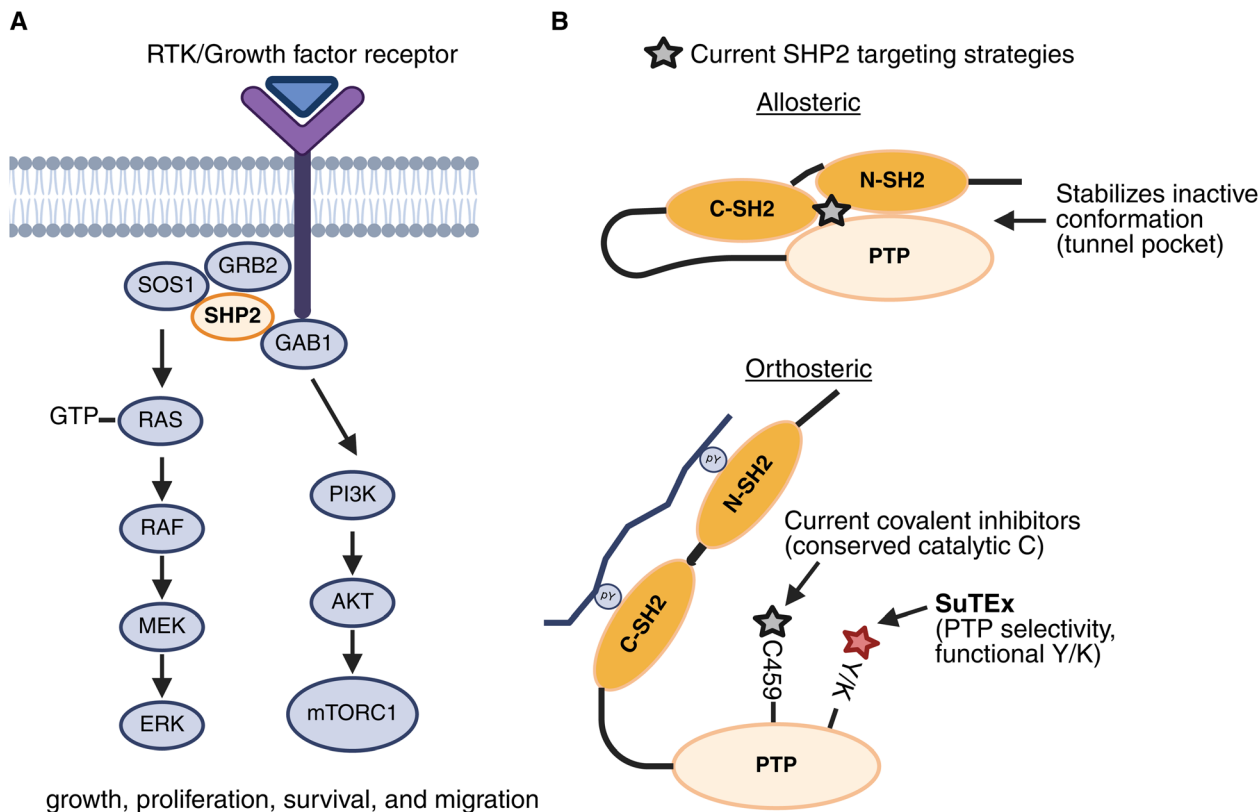 A
RTK/Growth factor receptor
GRB2
SOS1
SHP2
GAB1
GTP
RAS
RAF
MEK
ERK
PI3K
AKT
mTORC1
growth, proliferation, survival, and migration
B
Current SHP2 targeting strategies
Allosteric
N-SH2
C-SH2
PTP
Stabilizes inactive
conformation
(tunnel pocket)
Orthosteric
pY
N-SH2
pY
C-SH2
Current covalent inhibitors
(conserved catalytic C)
SuTEx
(PTP selectivity,
functional Y/K)
C459
Y/K
PTP